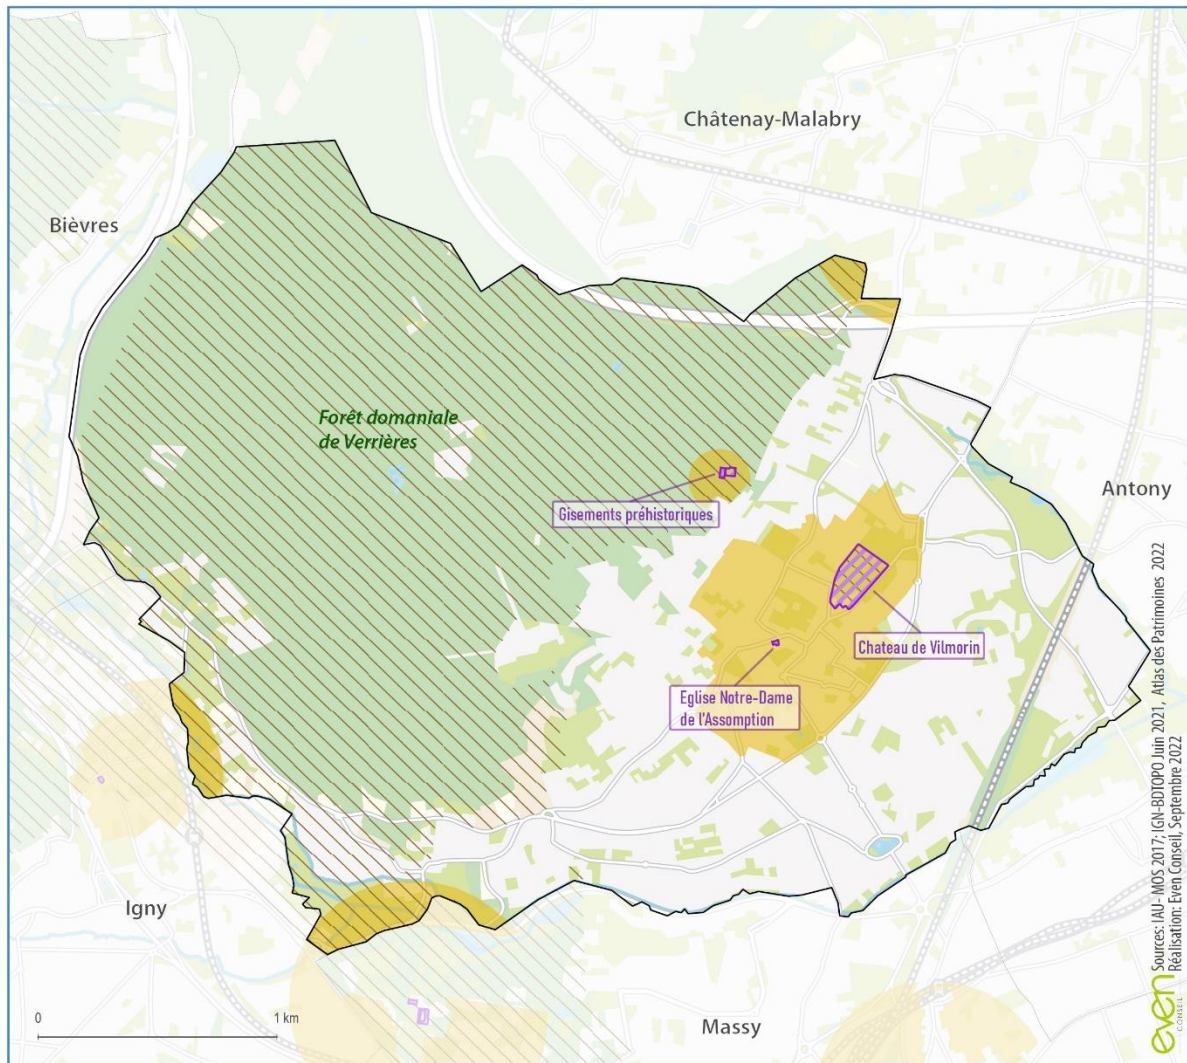 Châtenay-Malabry
Bièvres
Forêt domaniale
de Verrières
Antony
Gisements préhistoriques
Chateau de Vilmorin
Eglise Notre-Dame
de l'Assomption
Igny
Massy
0 1 km
Sources: IAU- MOS 2017; IGN-BDTOPO Juin 2021, Atlas des Patrimoines 2022
Réalisation: Even Conseil, Septembre 2022
even
CONSEIL